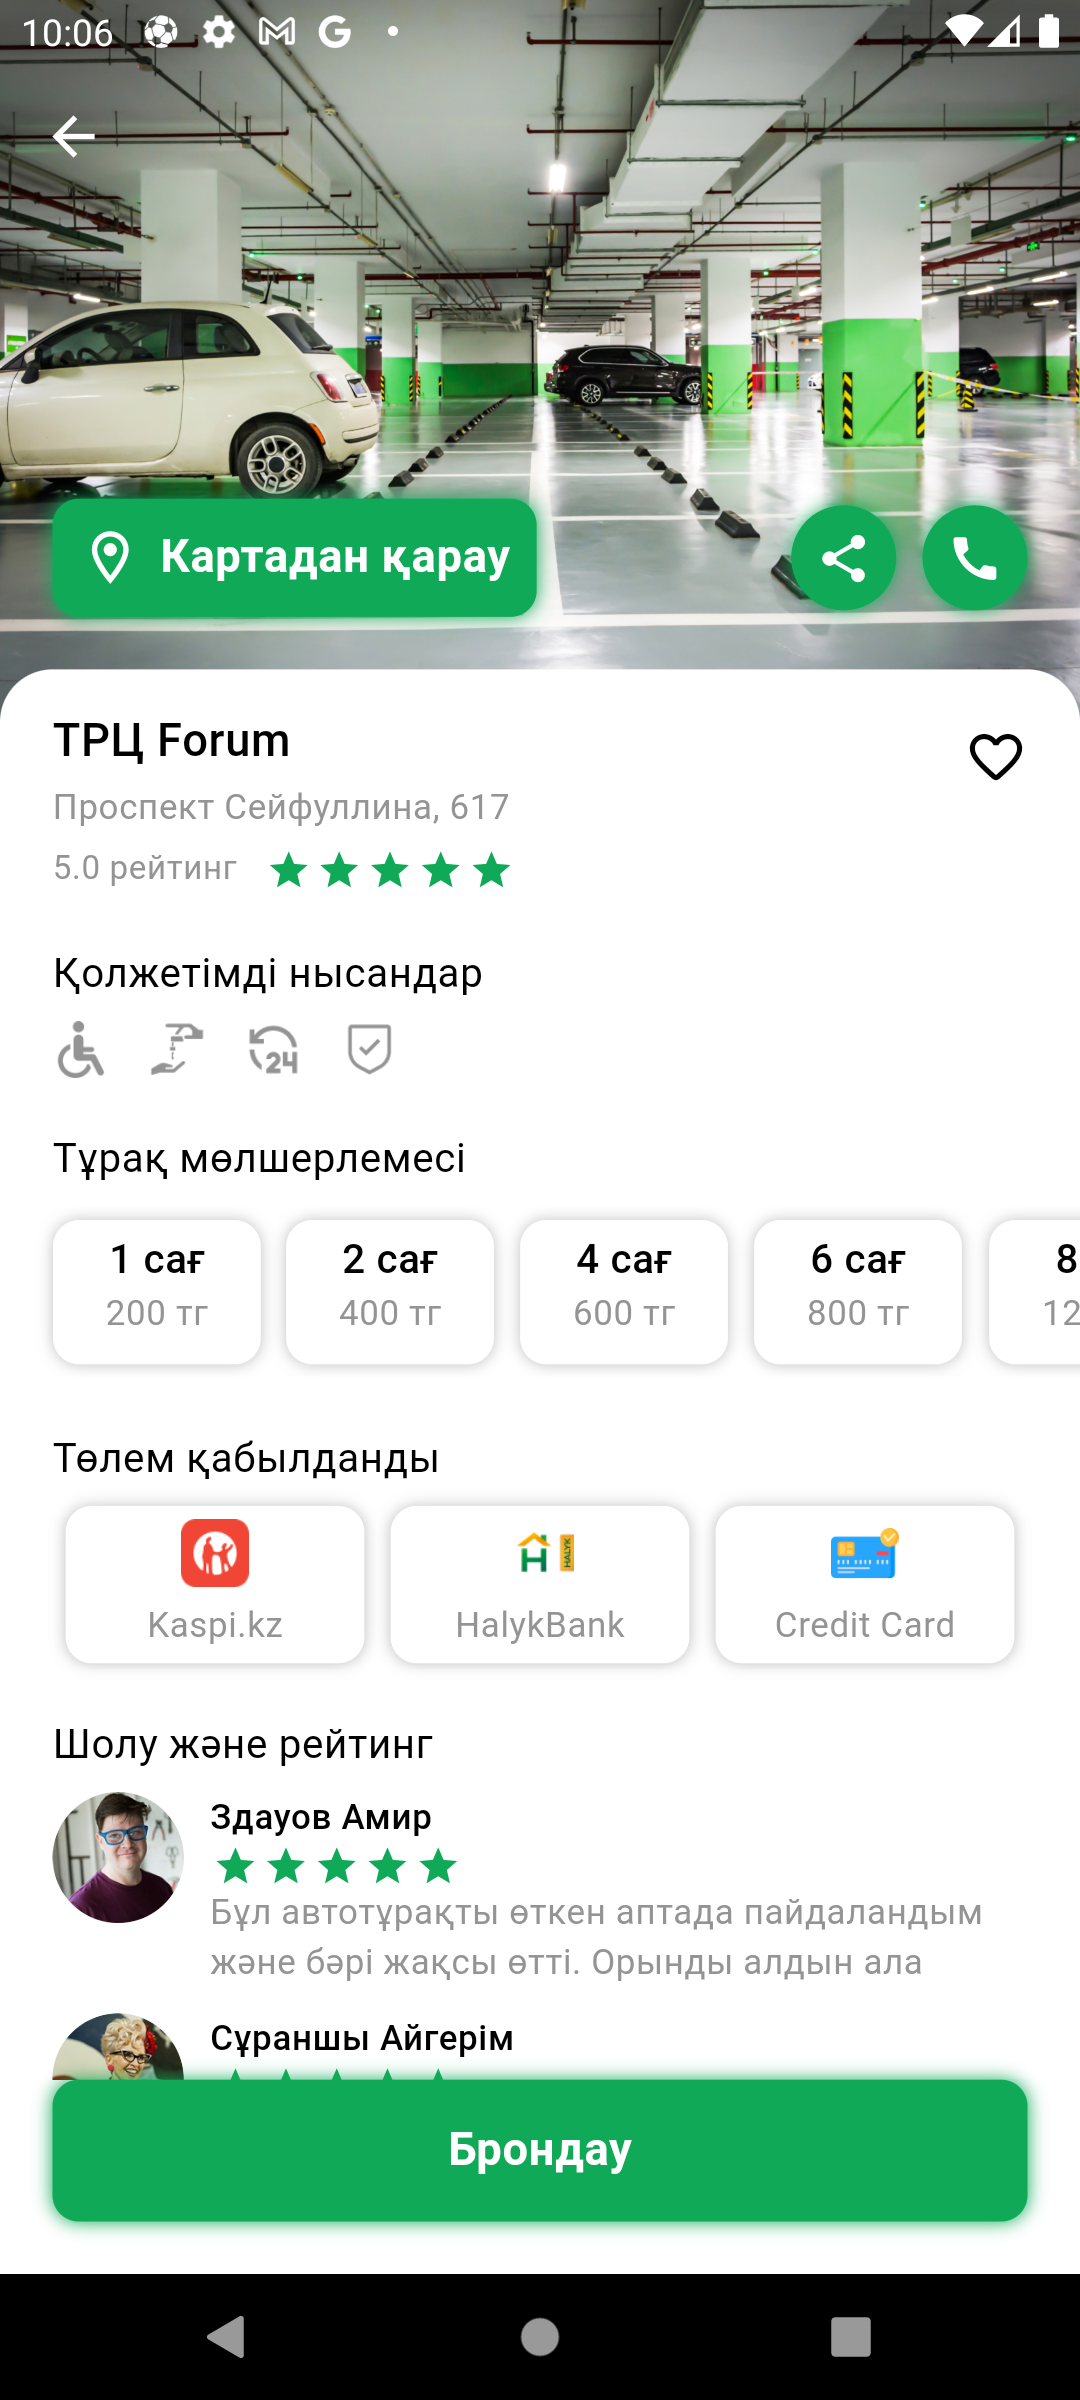 10:06
Картадан қарау
ТРЦ Forum
Проспект Сейфуллина, 617
5.0 рейтинг
Қолжетімді нысандар
24
Тұрақ мөлшерлемесі
1 сағ
2 сағ
4 сағ
6 сағ
8
200 тг
400 тг
600 тг
800 тг
12
Төлем қабылданды
HALYK
Kaspi.kz
HalykBank
Credit Card
Шолу және рейтинг
Здауов Амир
Бұл автотұрақты өткен аптада пайдаландым
және бәрі жақсы өтті. Орынды алдын ала
Сұраншы Айгерім
Брондау